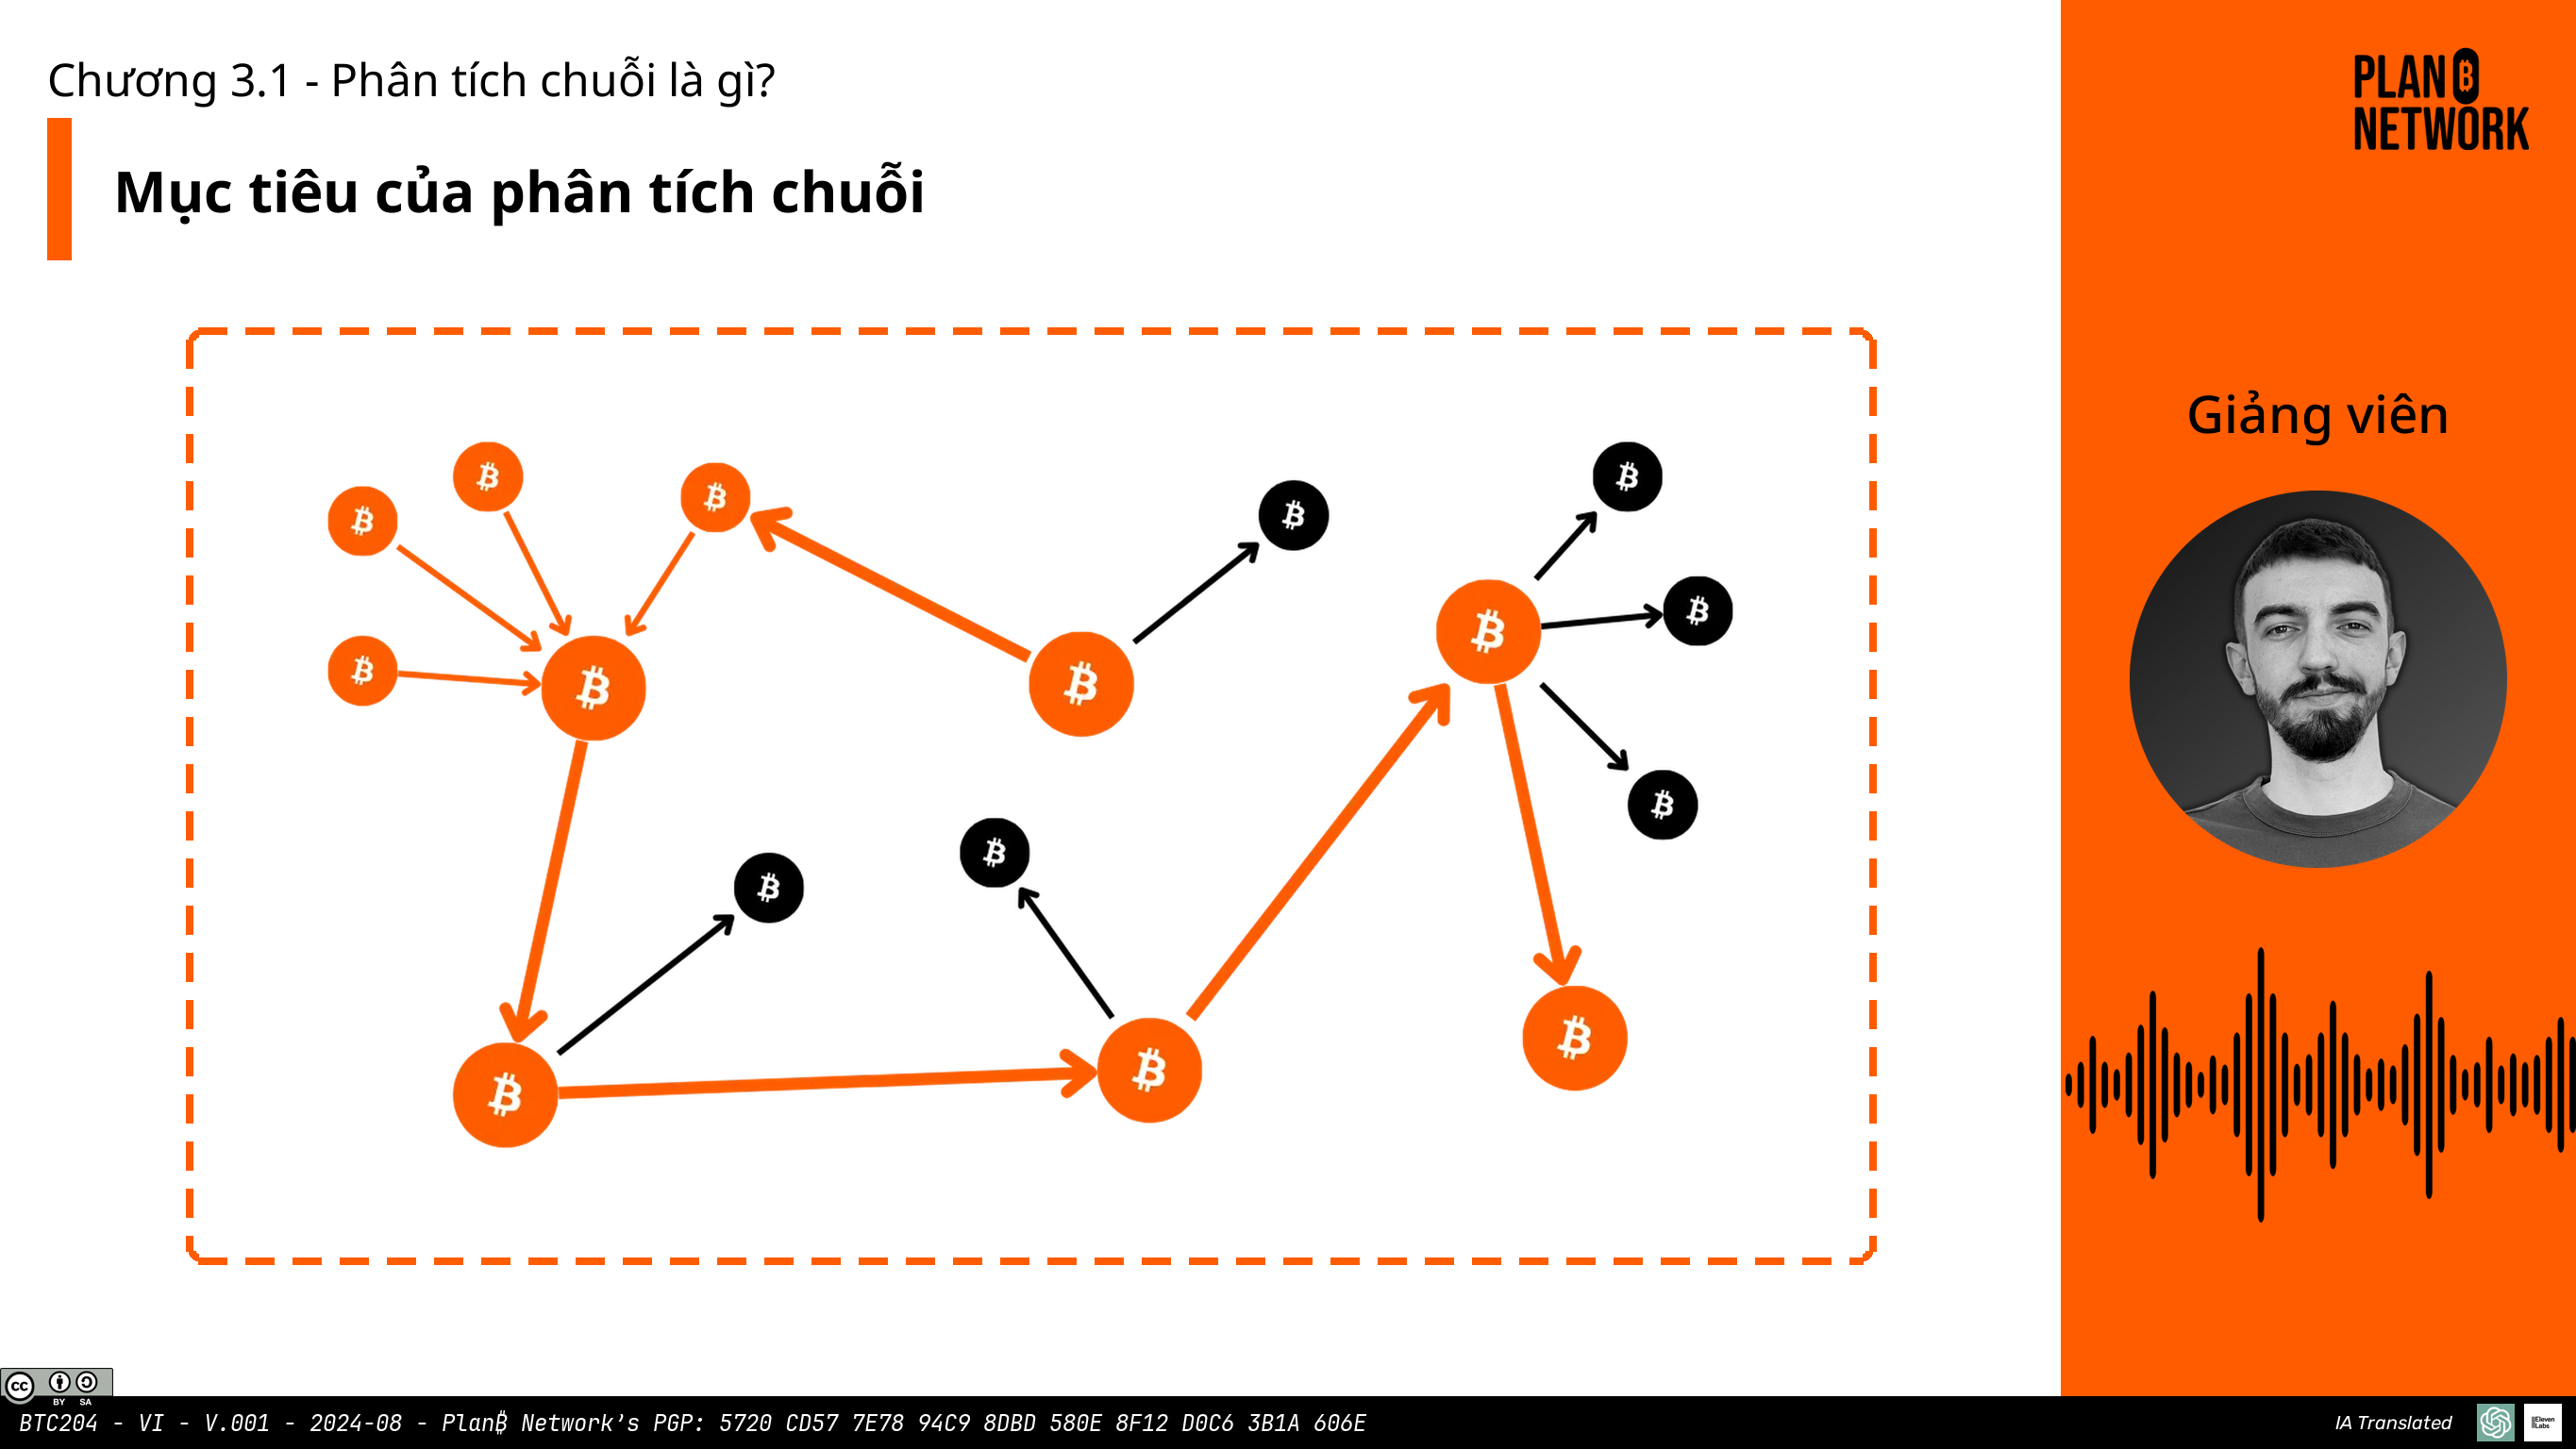 Chương 3.1 - Phân tích chuỗi là gì?
Mục tiêu của phân tích chuỗi
PLAN ₿
NETWORK
Giảng viên
cc BY SA
BTC204 - VI - V.001 - 2024-08 - Plan₿ Network’s PGP: 5720 CD57 7E78 94C9 8DBD 580E 8F12 D0C6 3B1A 606E
IA Translated
ElevenLabs